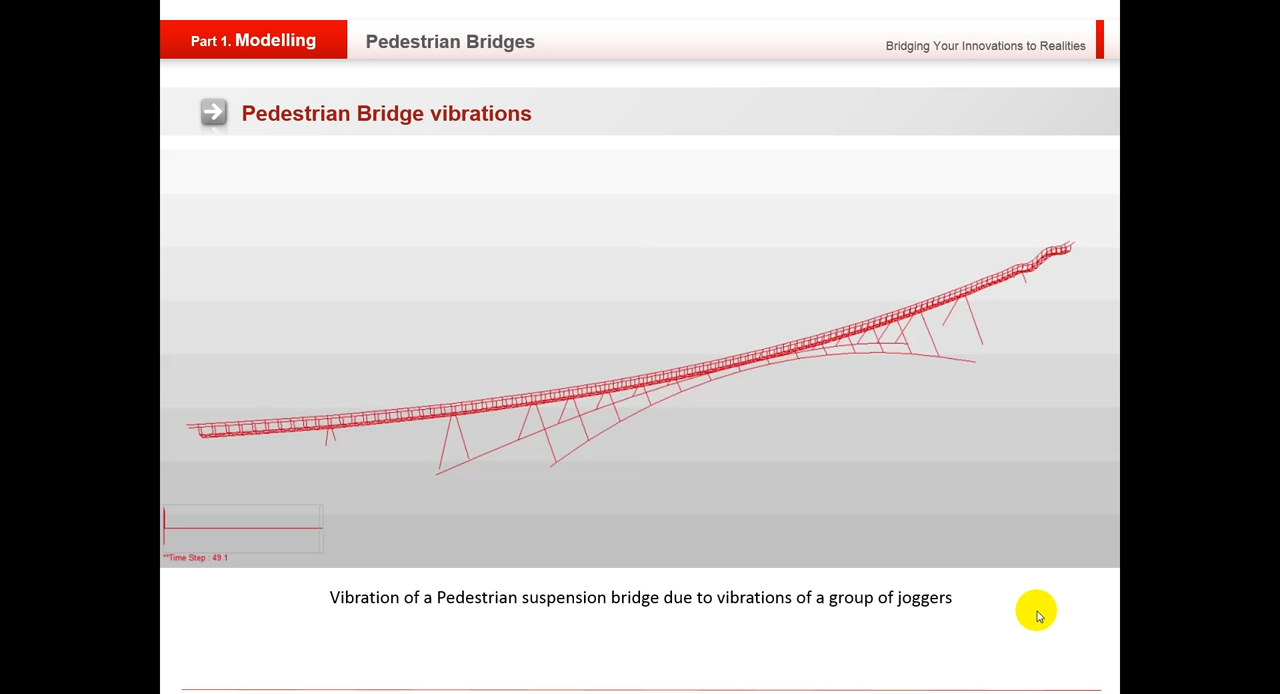 Part 1. Modelling
Pedestrian Bridges
Bridging Your Innovations to Realities
Pedestrian Bridge vibrations
**Time Step : 49.1
Vibration of a Pedestrian suspension bridge due to vibrations of a group of joggers